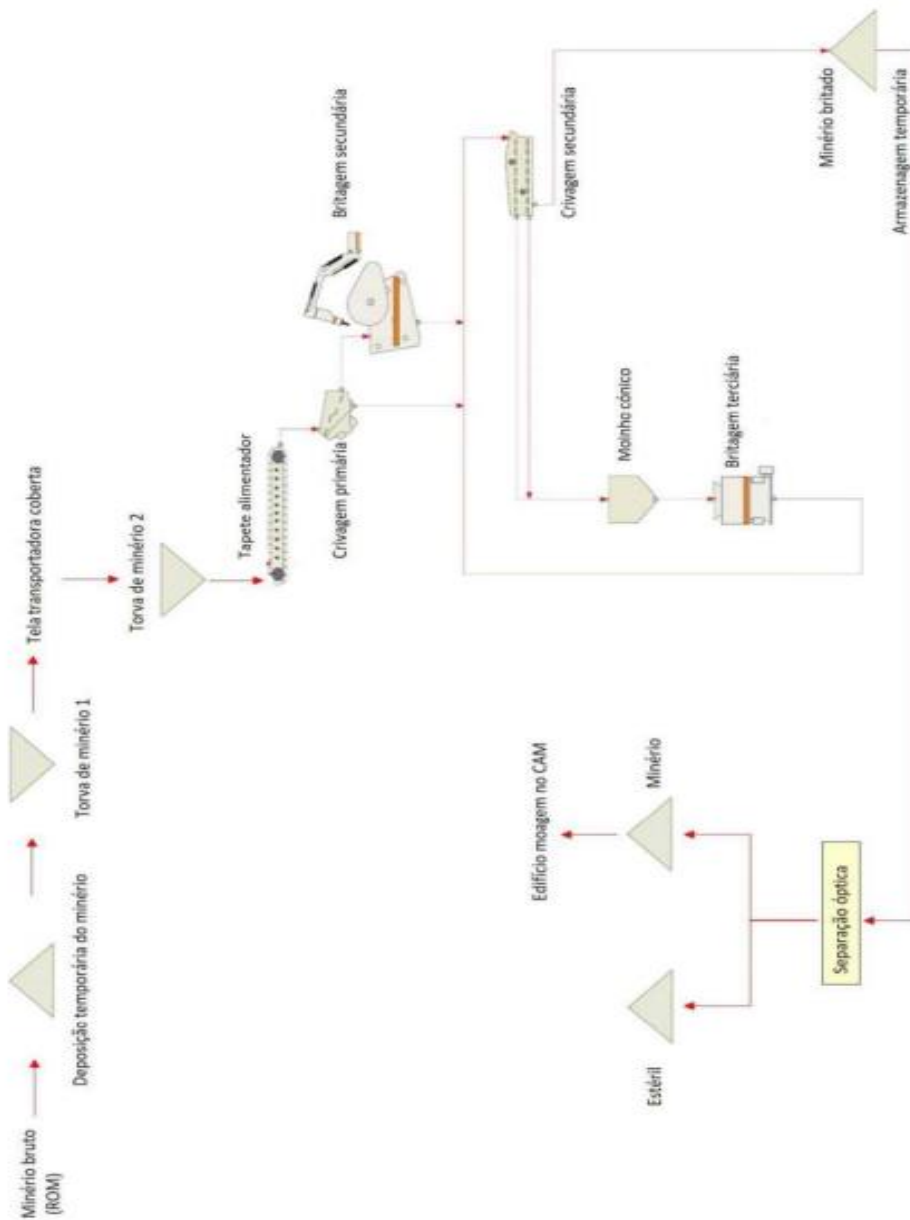 Minério bruto
(ROM)
Deposição temporária do minério
Torva de minério 1
Tela transportadora coberta
Torva de minério 2
Tapete alimentador
Crivagem primária
Britagem secundária
Crivagem secundária
Moinho cónico
Britagem terciária
Minério britado
Armazenagem temporária
Separação óptica
Estéril
Minério
Edifício moagem no CAM